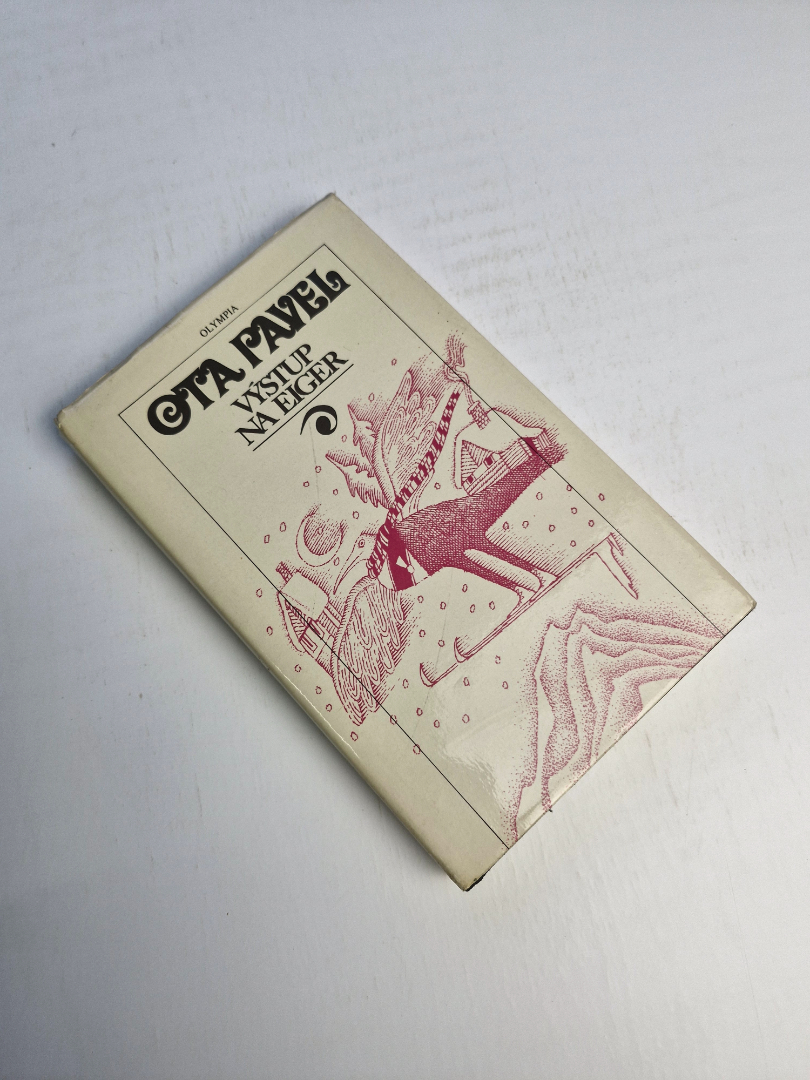 OLYMPIA
OTA PAVEL
VÝSTUP
NA EIGER